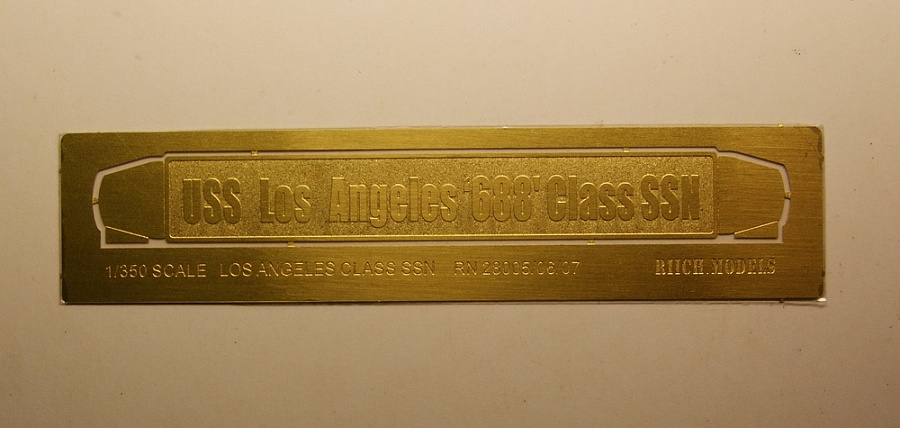 USS Los Angeles '688' Class SSN
1/350 SCALE LOS ANGELES CLASS SSN RN 28005/06/07 RIICH.MODELS